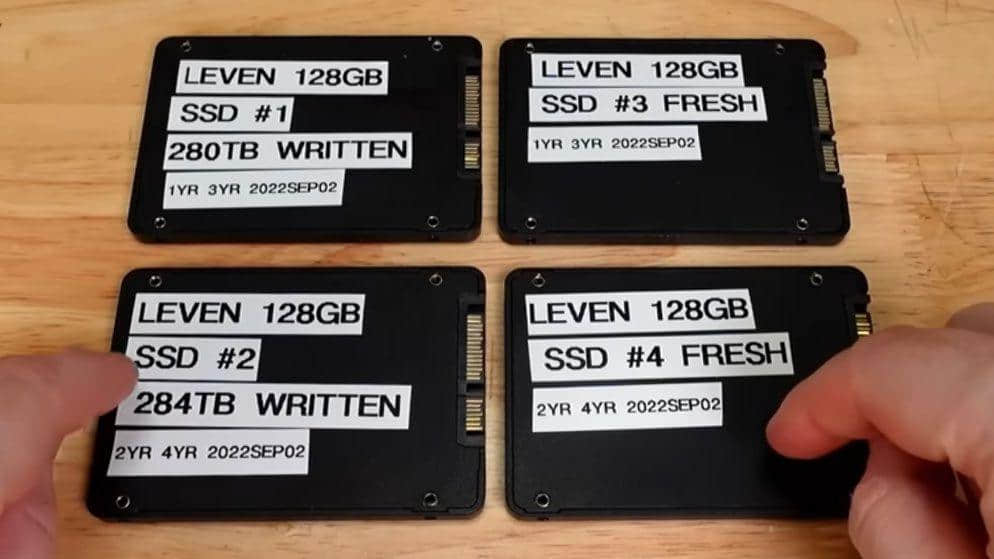 LEVEN 128GB
SSD #1
280TB WRITTEN
1YR 3YR 2022SEP02
LEVEN 128GB
SSD #3 FRESH
1YR 3YR 2022SEP02
LEVEN 128GB
SSD #2
284TB WRITTEN
2YR 4YR 2022SEP02
LEVEN 128GB
SSD #4 FRESH
2YR 4YR 2022SEP02